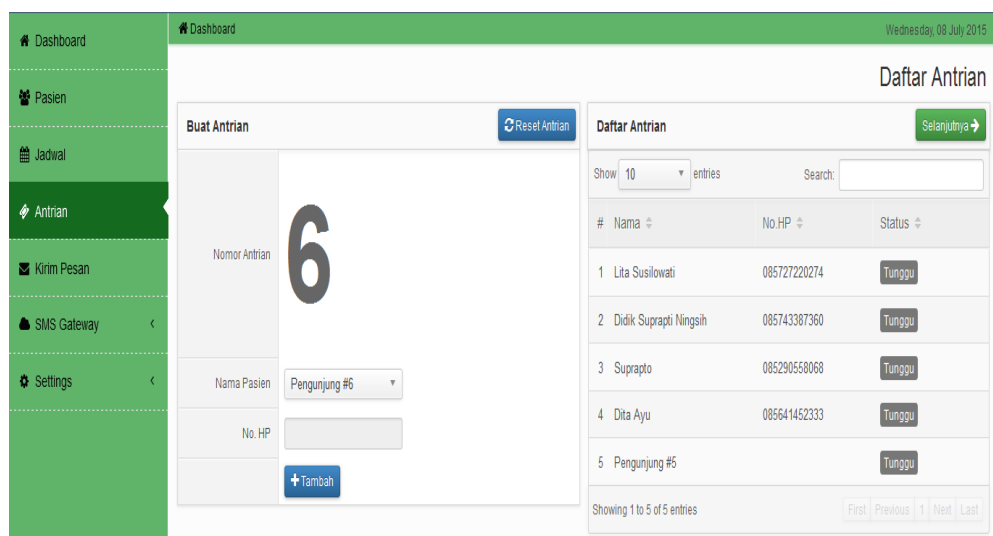 Dashboard
Pasien
Jadwal
Antrian
Kirim Pesan
SMS Gateway
Settings
Dashboard Wednesday, 08 July 2015
Daftar Antrian
Buat Antrian Reset Antrian
Nomor Antrian 6
Nama Pasien Pengunjung #6
No. HP
Tambah
Daftar Antrian Selanjutnya
Show 10 entries Search:
# Nama No.HP Status
1 Lita Susilowati 085727220274 Tunggu
2 Didik Suprapti Ningsih 085743387360 Tunggu
3 Suprapto 085290558068 Tunggu
4 Dita Ayu 085641452333 Tunggu
5 Pengunjung #5 Tunggu
Showing 1 to 5 of 5 entries First Previous 1 Next Last